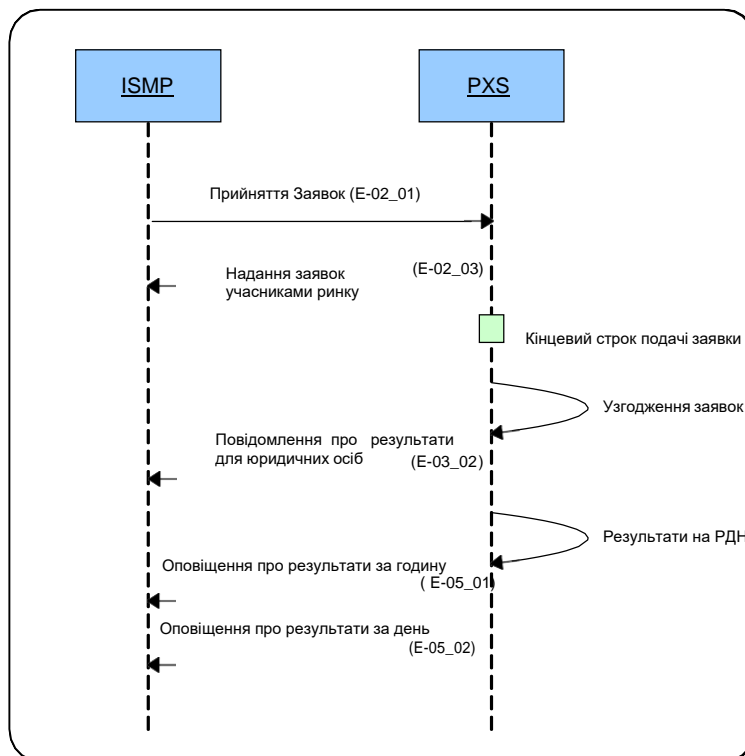 ISMP
PXS
Прийняття Заявок (E-02_01)
Надання заявок
учасниками ринку
(E-02_03)
Кінцевий строк подачі заявки
Узгодження заявок
Повідомлення про результати
для юридичних осіб
(E-03_02)
Результати на РДН
Оповіщення про результати за годину
( E-05_01)
Оповіщення про результати за день
(E-05_02)